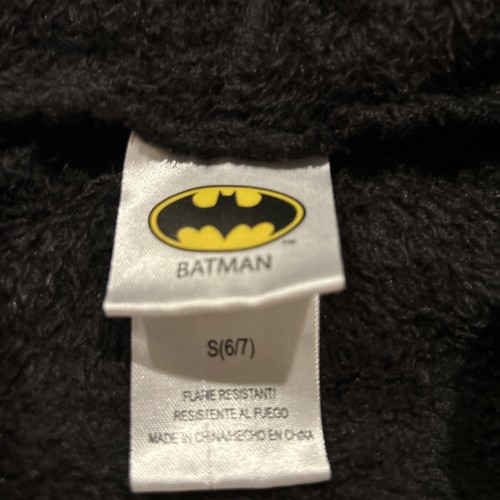 BATMAN
S(6/7)
FLAME RESISTANT/
RESISTENTE AL FUEGO
MADE IN CHINA/HECHO EN CHINA